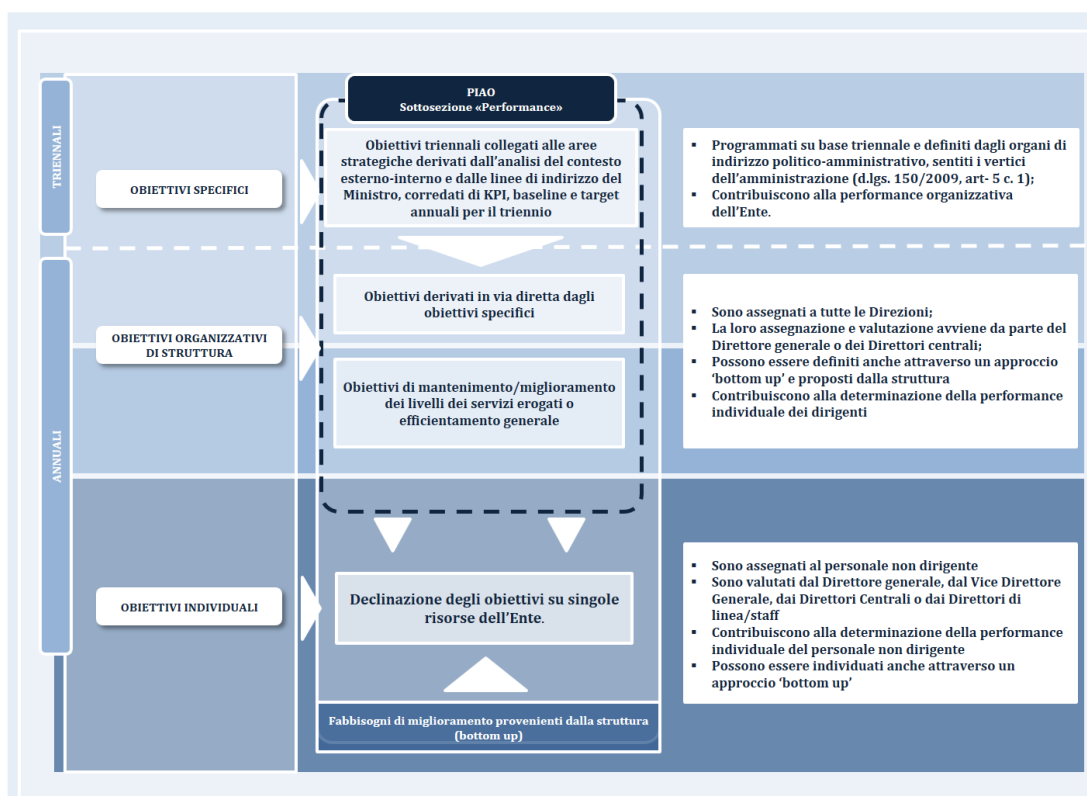 PIAO
Sottosezione «Performance»
TRIENNALI
OBIETTIVI SPECIFICI
Obiettivi triennali collegati alle aree
strategiche derivati dall'analisi del contesto
esterno-interno e dalle linee di indirizzo del
Ministro, corredati di KPI, baseline e target
annuali per il triennio
▪ Programmati su base triennale e definiti dagli organi di
indirizzo politico-amministrativo, sentiti i vertici
dell'amministrazione (d.lgs. 150/2009, art- 5 c. 1);
▪ Contribuiscono alla performance organizzativa
dell'Ente.
ANNUALI
OBIETTIVI ORGANIZZATIVI
DI STRUTTURA
Obiettivi derivati in via diretta dagli
obiettivi specifici
Obiettivi di mantenimento/miglioramento
dei livelli dei servizi erogati o
efficientamento generale
▪ Sono assegnati a tutte le Direzioni;
▪ La loro assegnazione e valutazione avviene da parte del
Direttore generale o dei Direttori centrali;
▪ Possono essere definiti anche attraverso un approccio
'bottom up' e proposti dalla struttura
▪ Contribuiscono alla determinazione della performance
individuale dei dirigenti
OBIETTIVI INDIVIDUALI
Declinazione degli obiettivi su singole
risorse dell'Ente.
▪ Sono assegnati al personale non dirigente
▪ Sono valutati dal Direttore generale, dal Vice Direttore
Generale, dai Direttori Centrali o dai Direttori di
linea/staff
▪ Contribuiscono alla determinazione della performance
individuale del personale non dirigente
▪ Possono essere individuati anche attraverso un
approccio 'bottom up'
Fabbisogni di miglioramento provenienti dalla struttura
(bottom up)